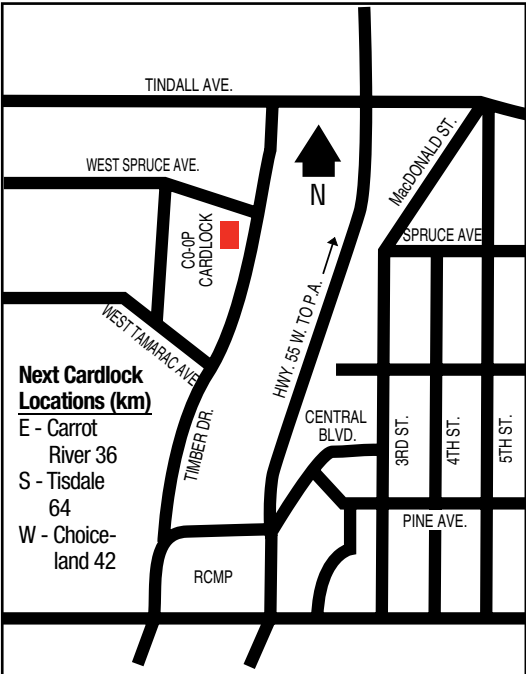 TINDALL AVE.
WEST SPRUCE AVE.
MacDONALD ST.
N
C0-0P
CARDLOCK
SPRUCE AVE
HWY. 55 W. TO P.A.
WEST TAMARAC AVE
Next Cardlock
Locations (km)
E - Carrot
River 36
S - Tisdale
64
W - Choice-
land 42
TIMBER DR.
CENTRAL
BLVD.
3RD ST.
4TH ST.
5TH ST.
PINE AVE.
RCMP